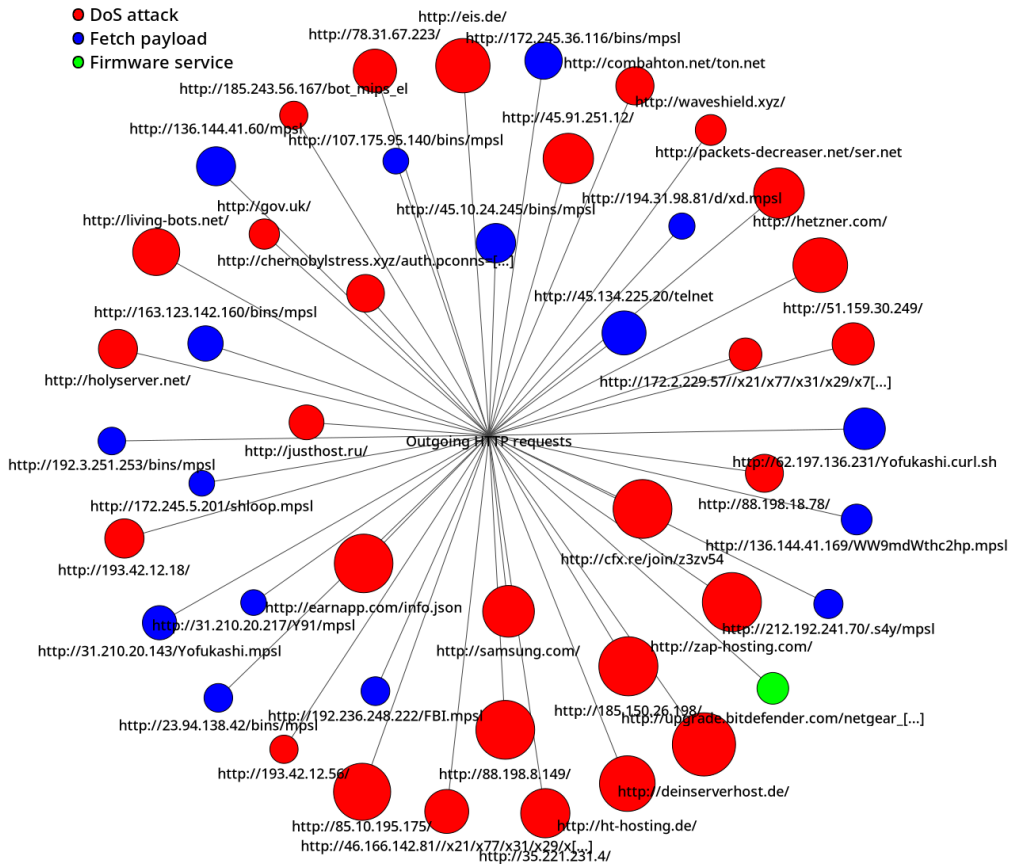 DoS attack
Fetch payload
Firmware service
http://eis.de/
http://78.31.67.223/
http://172.245.36.116/bins/mpsl
http://combahton.net/ton.net
http://185.243.56.167/bot_mips_el
http://waveshield.xyz/
http://45.91.251.12/
http://136.144.41.60/mpsl
http://107.175.95.140/bins/mpsl
http://packets-decreaser.net/ser.net
http://194.31.98.81/d/xd.mpsl
http://gov.uk/
http://45.10.24.245/bins/mpsl
http://living-bots.net/
http://hetzner.com/
http://chernobylstress.xyz/auth.pconns=[...]
http://45.134.225.20/telnet
http://51.159.30.249/
http://163.123.142.160/bins/mpsl
http://holyserver.net/
http://172.2.229.57//x21/x77/x31/x29/x7[...]
Outgoing HTTP requests
http://justhost.ru/
http://192.3.251.253/bins/mpsl
http://62.197.136.231/Yofukashi.curl.sh
http://172.245.5.201/shloop.mpsl
http://88.198.18.78/
http://136.144.41.169/WW9mdWthc2hp.mpsl
http://193.42.12.18/
http://cfx.re/join/z3zv54
http://earnapp.com/info.json
http://31.210.20.217/Y91/mpsl
http://212.192.241.70/.s4y/mpsl
http://31.210.20.143/Yofukashi.mpsl
http://samsung.com/
http://zap-hosting.com/
http://185.150.26.198/
http://192.236.248.222/FBI.mpsl
http://upgrade.bitdefender.com/netgear_[...]
http://23.94.138.42/bins/mpsl
http://193.42.12.56/
http://88.198.8.149/
http://deinserverhost.de/
http://85.10.195.175/
http://ht-hosting.de/
http://46.166.142.81//x21/x77/x31/x29/x[...]
http://35.221.231.4/